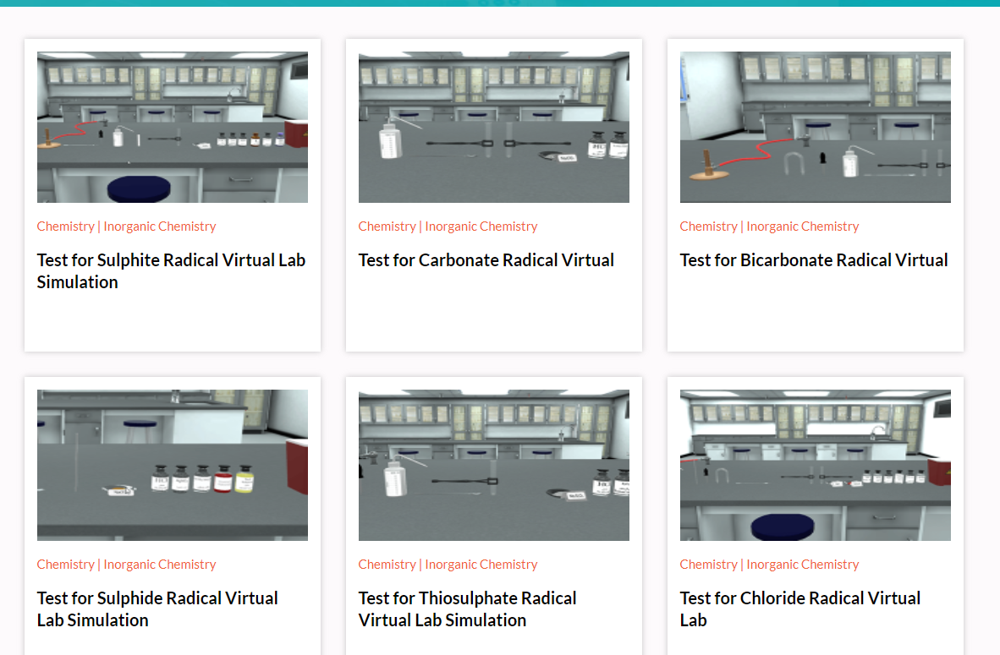 Chemistry | Inorganic Chemistry
Test for Sulphite Radical Virtual Lab
Simulation
Chemistry | Inorganic Chemistry
Test for Carbonate Radical Virtual
Chemistry | Inorganic Chemistry
Test for Bicarbonate Radical Virtual
Chemistry | Inorganic Chemistry
Test for Sulphide Radical Virtual
Lab Simulation
Chemistry | Inorganic Chemistry
Test for Thiosulphate Radical
Virtual Lab Simulation
Chemistry | Inorganic Chemistry
Test for Chloride Radical Virtual
Lab